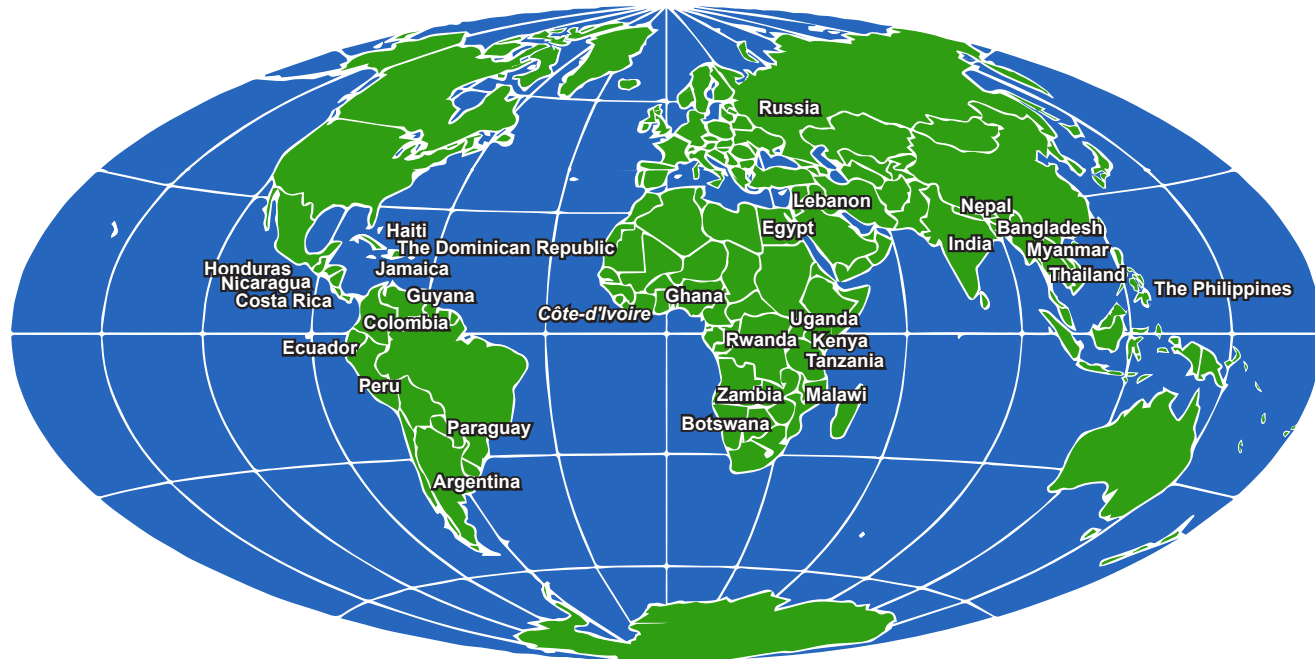 Russia
Lebanon
Nepal
Haiti
Egypt
Bangladesh
The Dominican Republic
India
Myanmar
Honduras
Jamaica
Nicaragua
Thailand
The Philippines
Costa Rica
Guyana
Ghana
Côte-d'Ivoire
Colombia
Uganda
Ecuador
Rwanda
Kenya
Tanzania
Peru
Zambia
Malawi
Paraguay
Botswana
Argentina